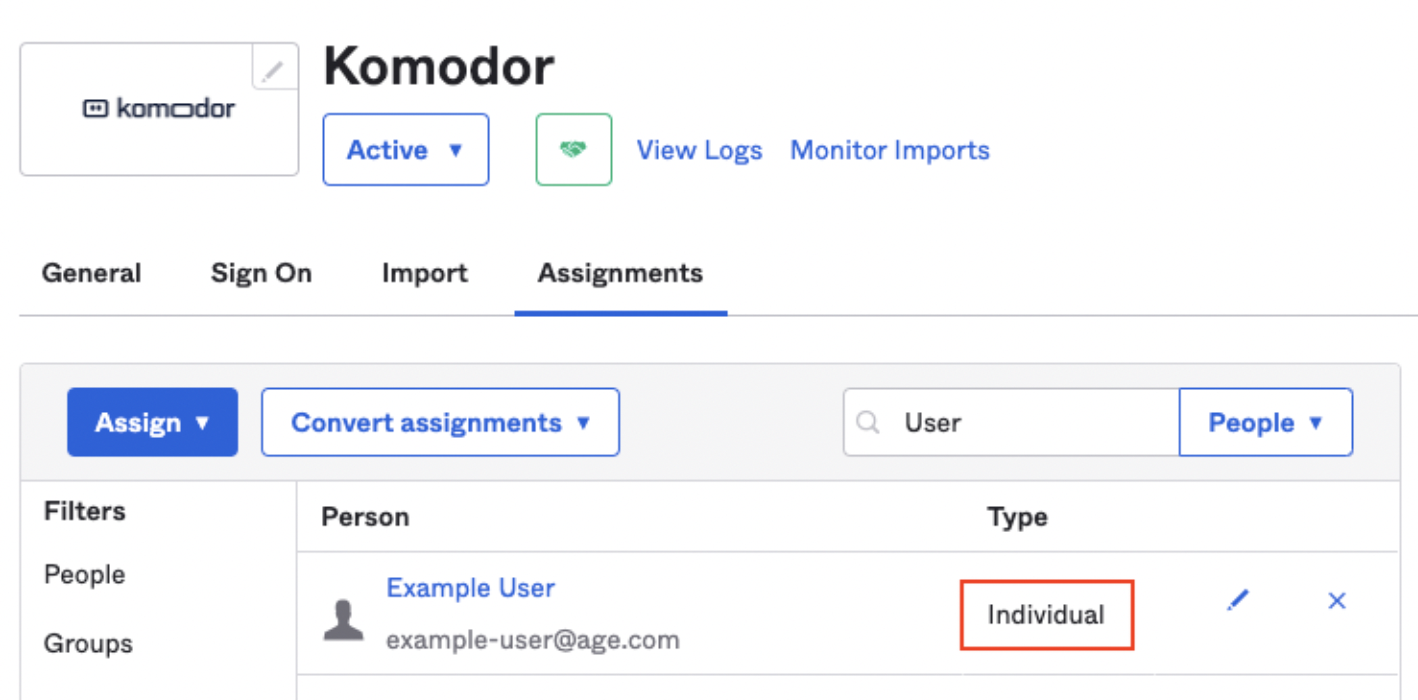 komodor
Komodor
Active ▼
View Logs
Monitor Imports
General
Sign On
Import
Assignments
Assign ▼
Convert assignments ▼
User
People ▼
Filters
Person
Type
People
Example User
example-user@age.com
Individual
Groups